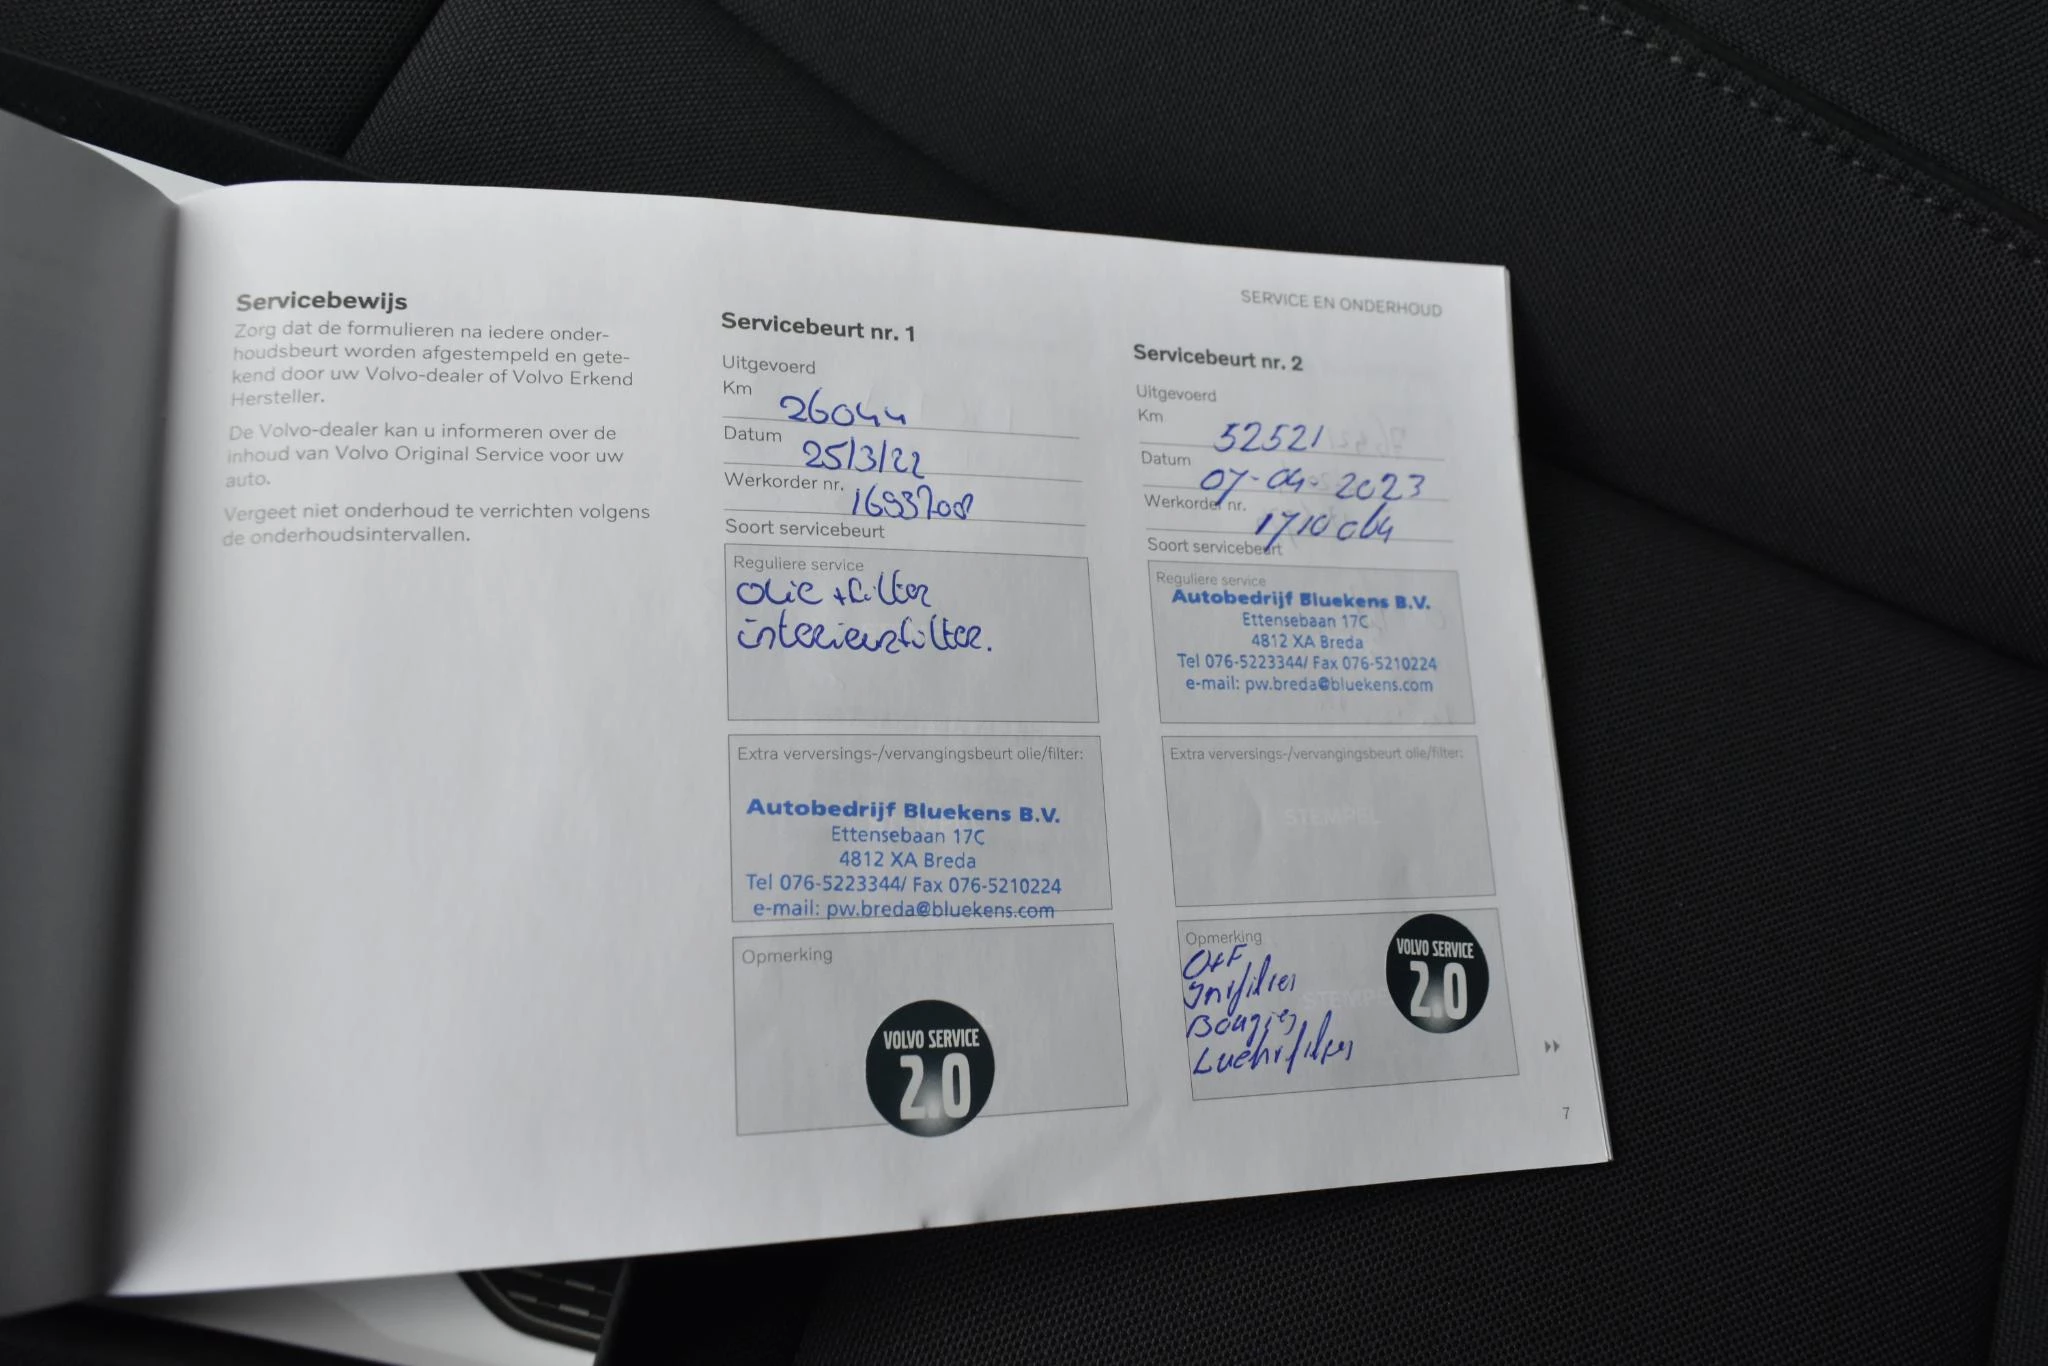 Servicebewijs
Zorg dat de formulieren na iedere onder-
houdsbeurt worden afgestempeld en gete-
kend door uw Volvo-dealer of Volvo Erkend
Hersteller.
De Volvo-dealer kan u informeren over de
inhoud van Volvo Original Service voor uw
auto.
Vergeet niet onderhoud te verrichten volgens
de onderhoudsintervallen.
Servicebeurt nr. 1
Uitgevoerd
Km
26044
Datum
25/3/22
Werkorder nr.
1693708
Soort servicebeurt
Reguliere service
olie + filter
interieurfilter.
Extra verversings-/vervangingsbeurt olie/filter:
Autobedrijf Bluekens B.V.
Ettensebaan 17C
4812 XA Breda
Tel 076-5223344/ Fax 076-5210224
e-mail: pw.breda@bluekens.com
Opmerking
VOLVO SERVICE
2.0
SERVICE EN ONDERHOUD
Servicebeurt nr. 2
Uitgevoerd
Km
52521
Datum
07-04-2023
Werkorder nr.
1710064
Soort servicebeurt
Reguliere service
Autobedrijf Bluekens B.V.
Ettensebaan 17C
4812 XA Breda
Tel 076-5223344/ Fax 076-5210224
e-mail: pw.breda@bluekens.com
Extra verversings-/vervangingsbeurt olie/filter:
STEMPEL
Opmerking
O+F
Intfilter
Bougies
Luchtfilter
VOLVO SERVICE
2.0
7